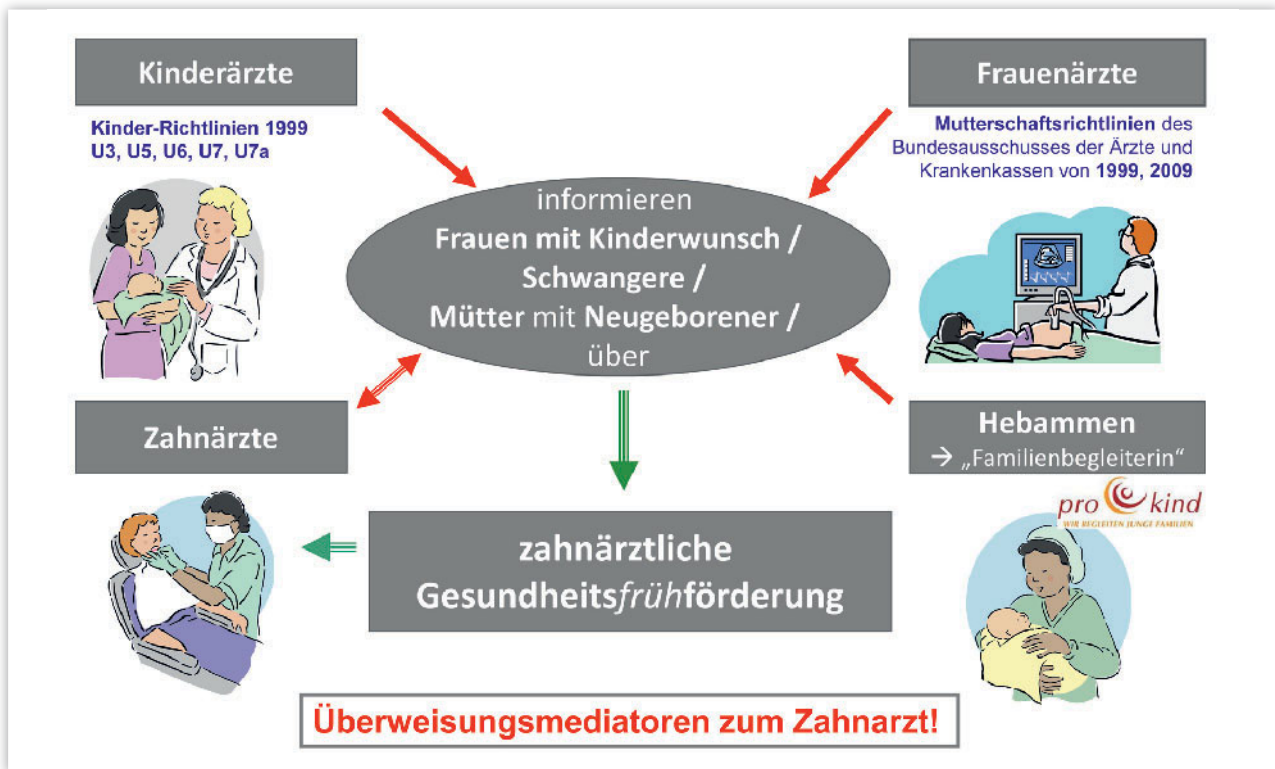 Kinderärzte
Kinder-Richtlinien 1999
U3, U5, U6, U7, U7a
Frauenärzte
Mutterschaftsrichtlinien des
Bundesausschusses der Ärzte und
Krankenkassen von 1999, 2009
informieren
Frauen mit Kinderwunsch /
Schwangere /
Mütter mit Neugeborener /
über
Zahnärzte
Hebammen
→ „Familienbegleiterin“
pro kind
WIR BEGLEITEN JUNGE FAMILIEN
zahnärztliche
Gesundheitsfrühförderung
Überweisungsmediatoren zum Zahnarzt!